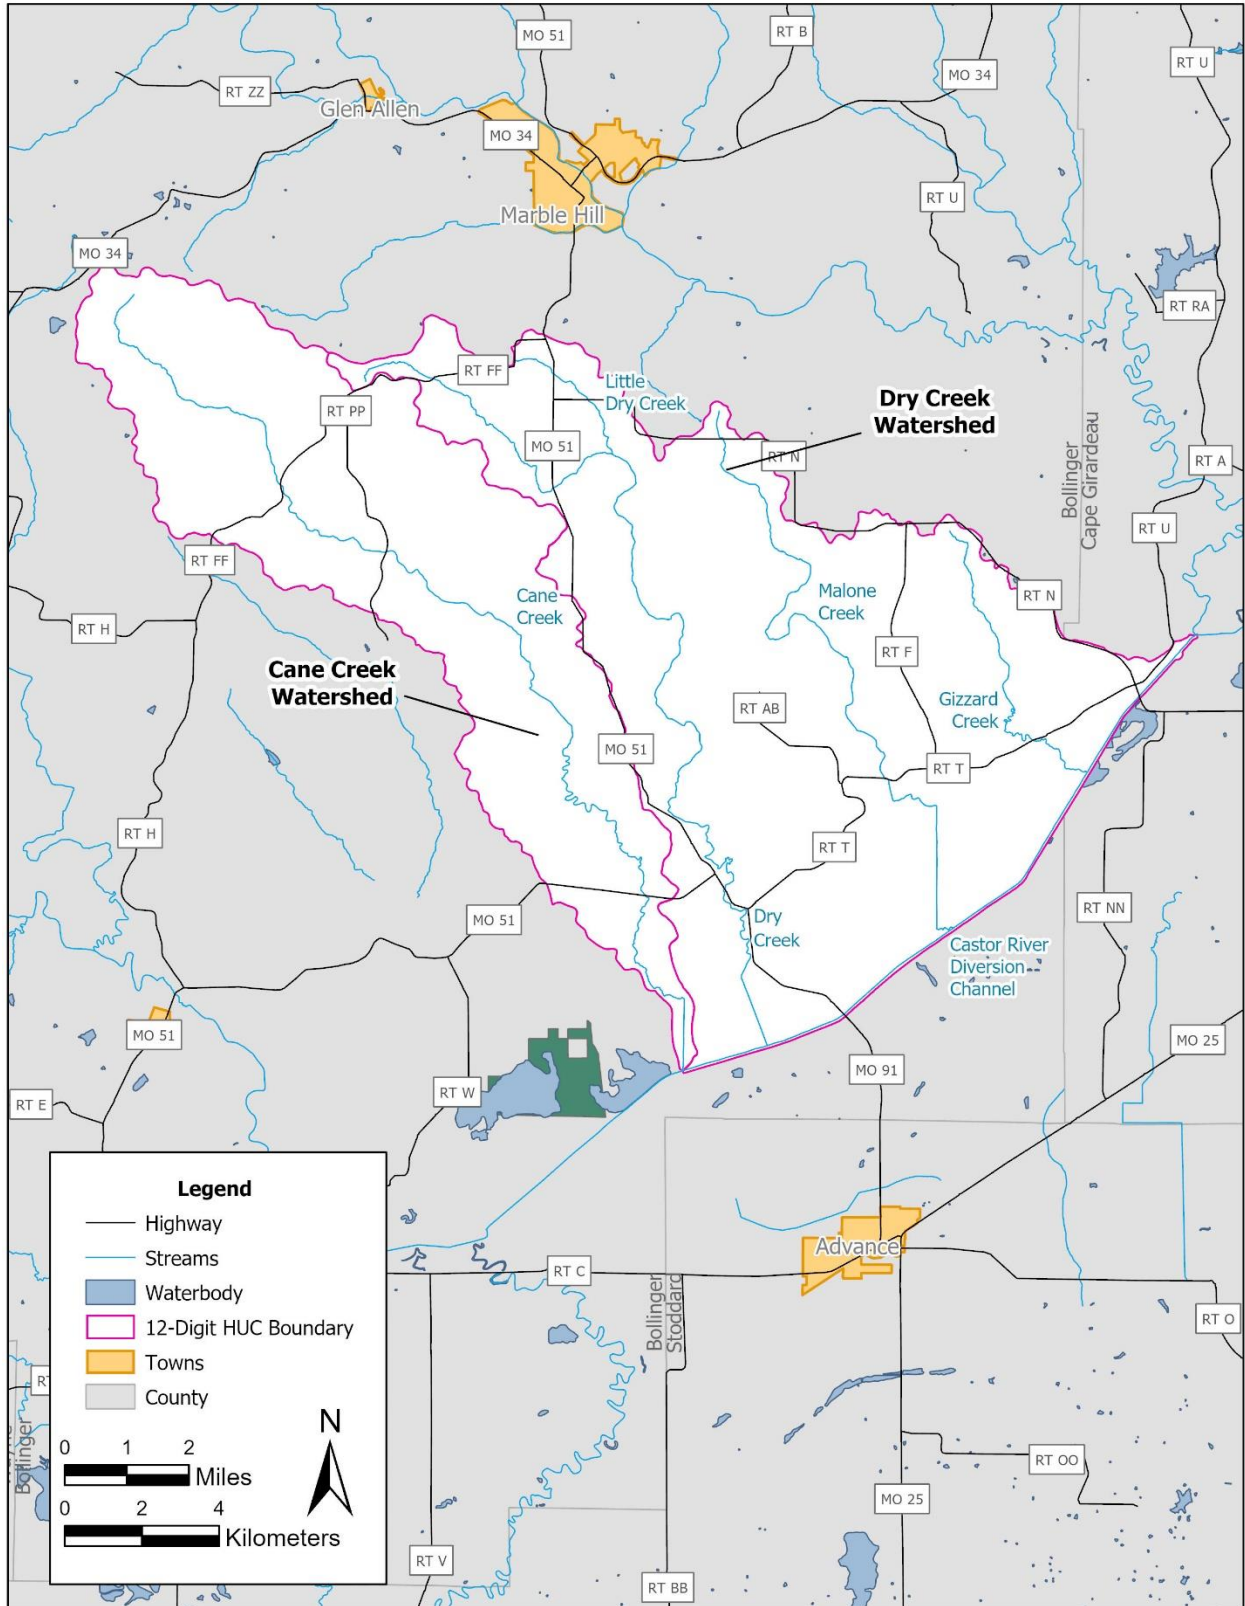 MO 51
RT B
RT U
MO 34
RT ZZ
Glen Allen
MO 34
RT U
Marble Hill
MO 34
RT RA
RT FF
Little
Dry Creek
Dry Creek
Watershed
RT PP
MO 51
RT N
RT A
Bollinger
Cape Girardeau
RT U
RT FF
Cane
Creek
Malone
Creek
RT N
RT H
RT F
Cane Creek
Watershed
RT AB
Gizzard
Creek
MO 51
RT T
RT H
RT T
RT NN
MO 51
Dry
Creek
Castor River
Diversion
Channel
MO 51
MO 25
MO 91
RT W
RT E
Advance
RT C
Bollinger
Stoddard
RT O
RT OO
MO 25
RT V
RT BB
Legend
Highway
Streams
Waterbody
12-Digit HUC Boundary
Towns
County
RT
Bollinger
N
0 1 2
Miles
0 2 4
Kilometers